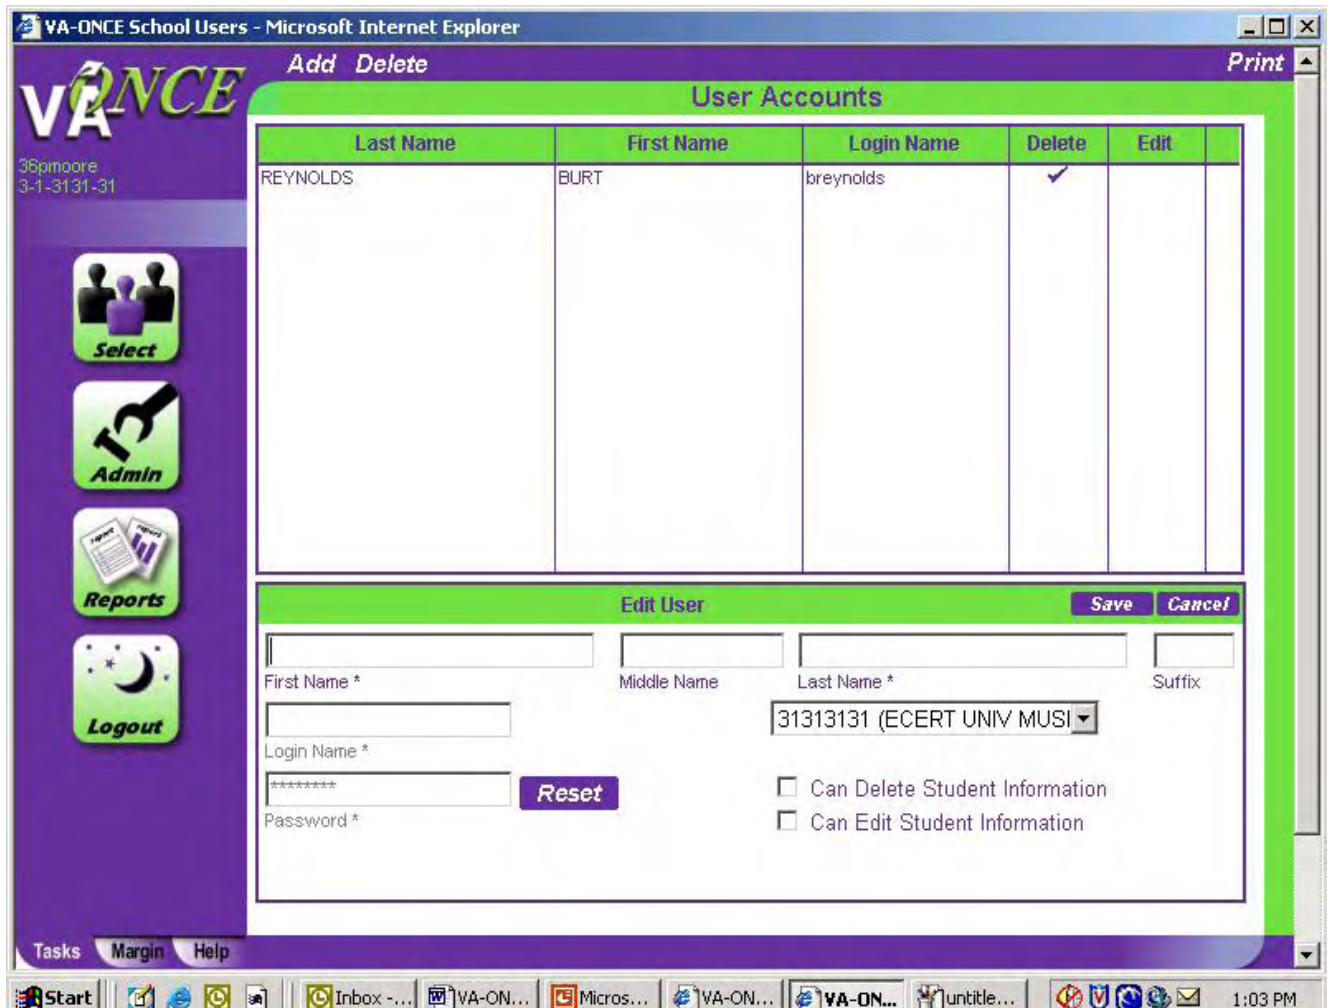 VA-ONCE School Users - Microsoft Internet Explorer
VA ONCE
Add Delete Print
User Accounts
36pmoore
3-1-3131-31
Last Name First Name Login Name Delete Edit
REYNOLDS BURT breynolds ✓
Select
Admin
report report
Reports
Logout
Edit User Save Cancel
First Name * Middle Name Last Name * Suffix
31313131 (ECERT UNIV MUSI
Login Name *
******** Reset
Password *
Can Delete Student Information
Can Edit Student Information
Tasks Margin Help
Start Inbox -... VA-ON... Micros... VA-ON... VA-ON... untitle... 1:03 PM